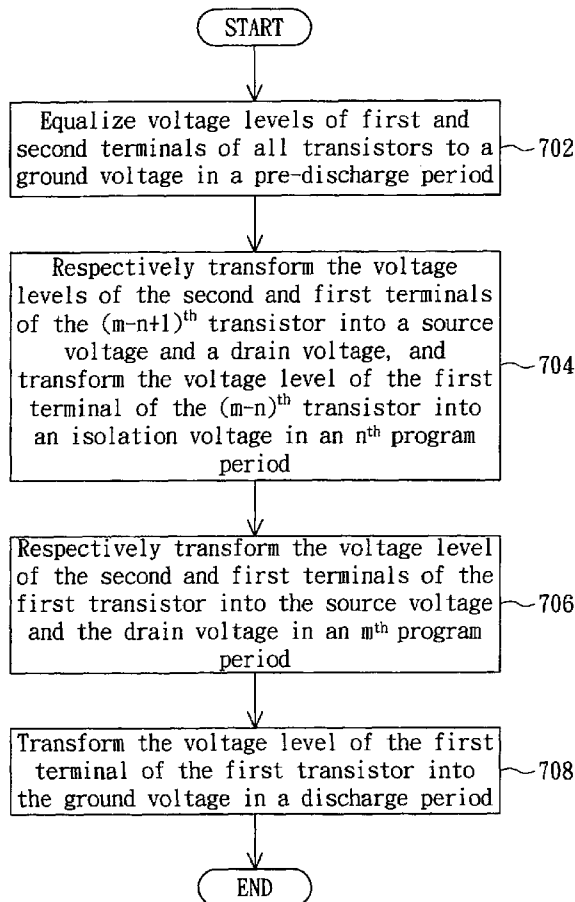 START
Equalize voltage levels of first and
second terminals of all transistors to a
ground voltage in a pre-discharge period
702
Respectively transform the voltage
levels of the second and first terminals
of the (m-n+1)th transistor into a source
voltage and a drain voltage, and
transform the voltage level of the first
terminal of the (m-n)th transistor into
an isolation voltage in an nth program
period
704
Respectively transform the voltage level
of the second and first terminals of the
first transistor into the source voltage
and the drain voltage in an mth program
period
706
Transform the voltage level of the first
terminal of the first transistor into
the ground voltage in a discharge period
708
END